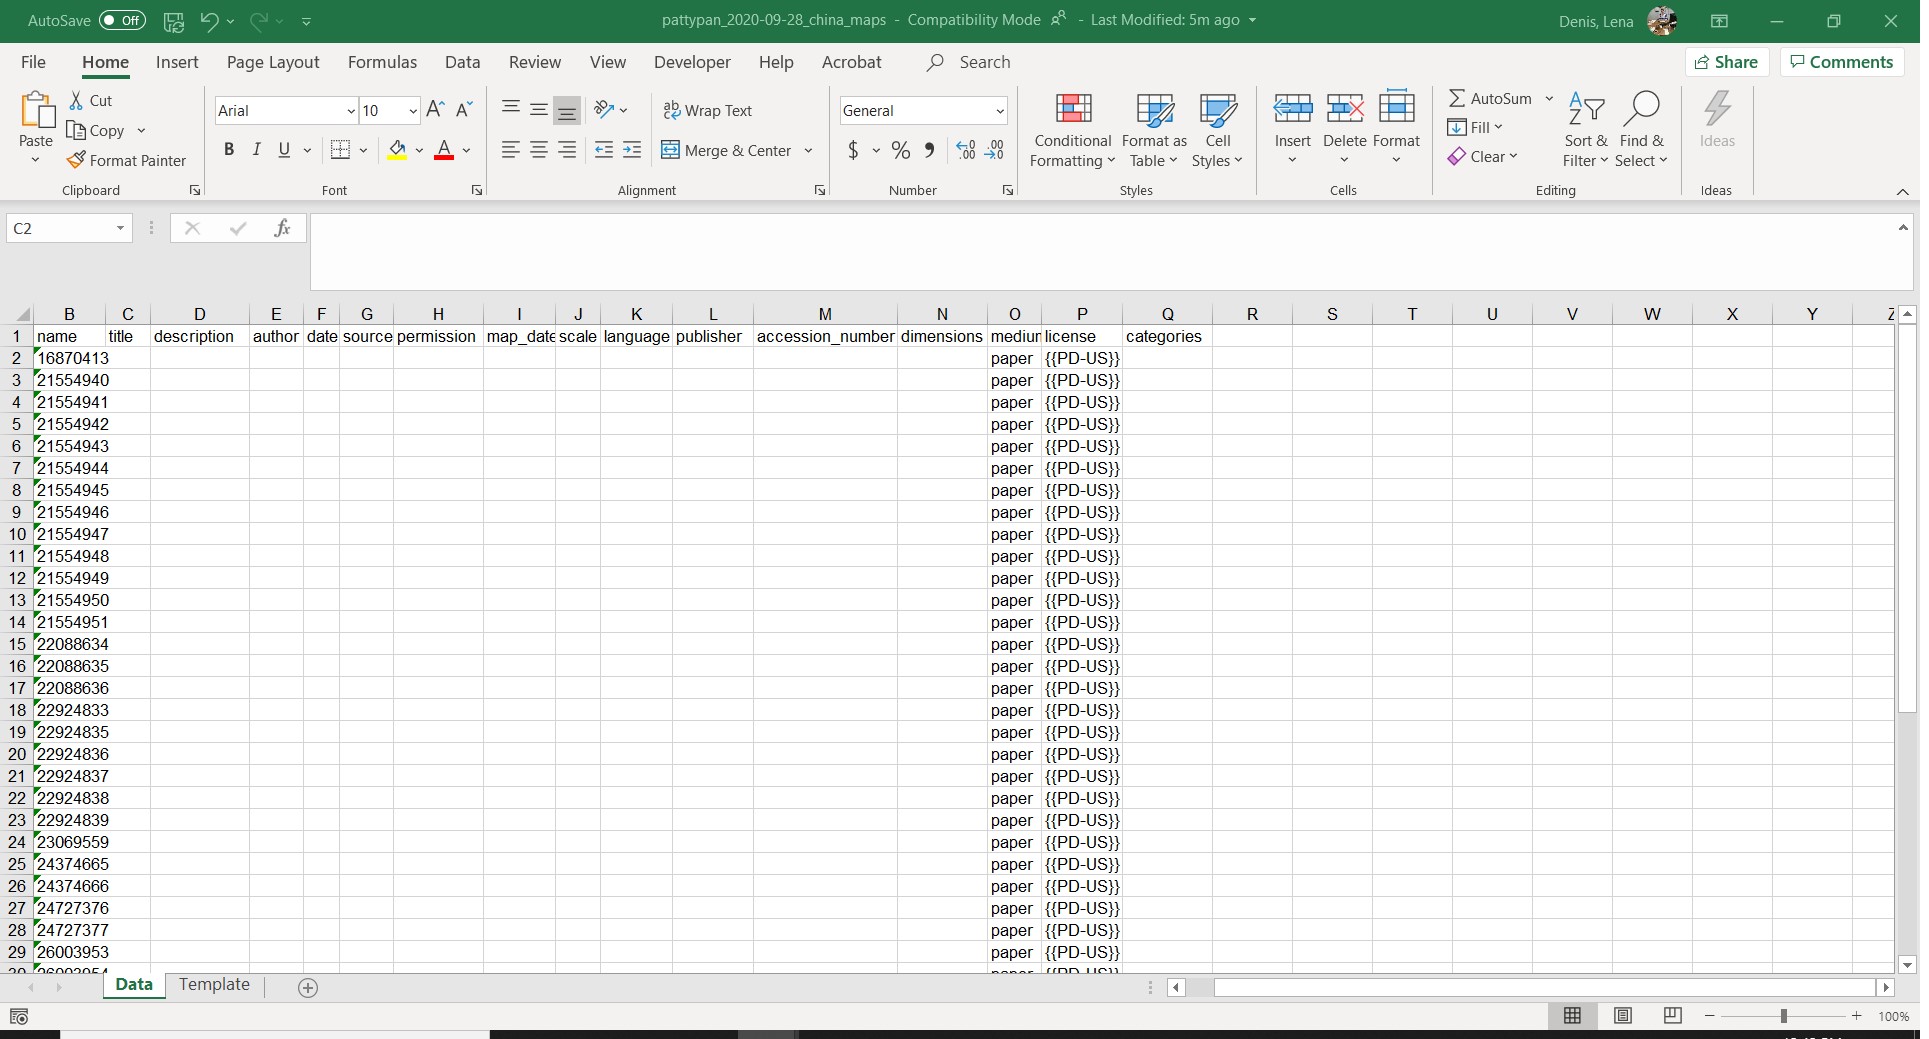 AutoSave Off pattypan_2020-09-28_china_maps - Compatibility Mode - Last Modified: 5m ago Denis, Lena
File Home Insert Page Layout Formulas Data Review View Developer Help Acrobat Search Share Comments
Cut
Copy
Format Painter
Paste
Clipboard
Arial 10
B I U A
Font
Wrap Text
Merge & Center
Alignment
General
$ % 9
Number
Conditional Formatting
Format as Table
Cell Styles
Styles
Insert Delete Format
Cells
AutoSum
Fill
Clear
Sort & Filter
Find & Select
Editing
Ideas
Ideas
C2 fx
B C D E F G H I J K L M N O P Q R S T U V W X Y Z
1 name title description author date source permission map_date scale language publisher accession_number dimensions medium license categories
2 16870413 paper {{PD-US}}
3 21554940 paper {{PD-US}}
4 21554941 paper {{PD-US}}
5 21554942 paper {{PD-US}}
6 21554943 paper {{PD-US}}
7 21554944 paper {{PD-US}}
8 21554945 paper {{PD-US}}
9 21554946 paper {{PD-US}}
10 21554947 paper {{PD-US}}
11 21554948 paper {{PD-US}}
12 21554949 paper {{PD-US}}
13 21554950 paper {{PD-US}}
14 21554951 paper {{PD-US}}
15 22088634 paper {{PD-US}}
16 22088635 paper {{PD-US}}
17 22088636 paper {{PD-US}}
18 22924833 paper {{PD-US}}
19 22924835 paper {{PD-US}}
20 22924836 paper {{PD-US}}
21 22924837 paper {{PD-US}}
22 22924838 paper {{PD-US}}
23 22924839 paper {{PD-US}}
24 23069559 paper {{PD-US}}
25 24374665 paper {{PD-US}}
26 24374666 paper {{PD-US}}
27 24727376 paper {{PD-US}}
28 24727377 paper {{PD-US}}
29 26003953 paper {{PD-US}}
30 26003954 paper {{PD-US}}
Data Template
100%